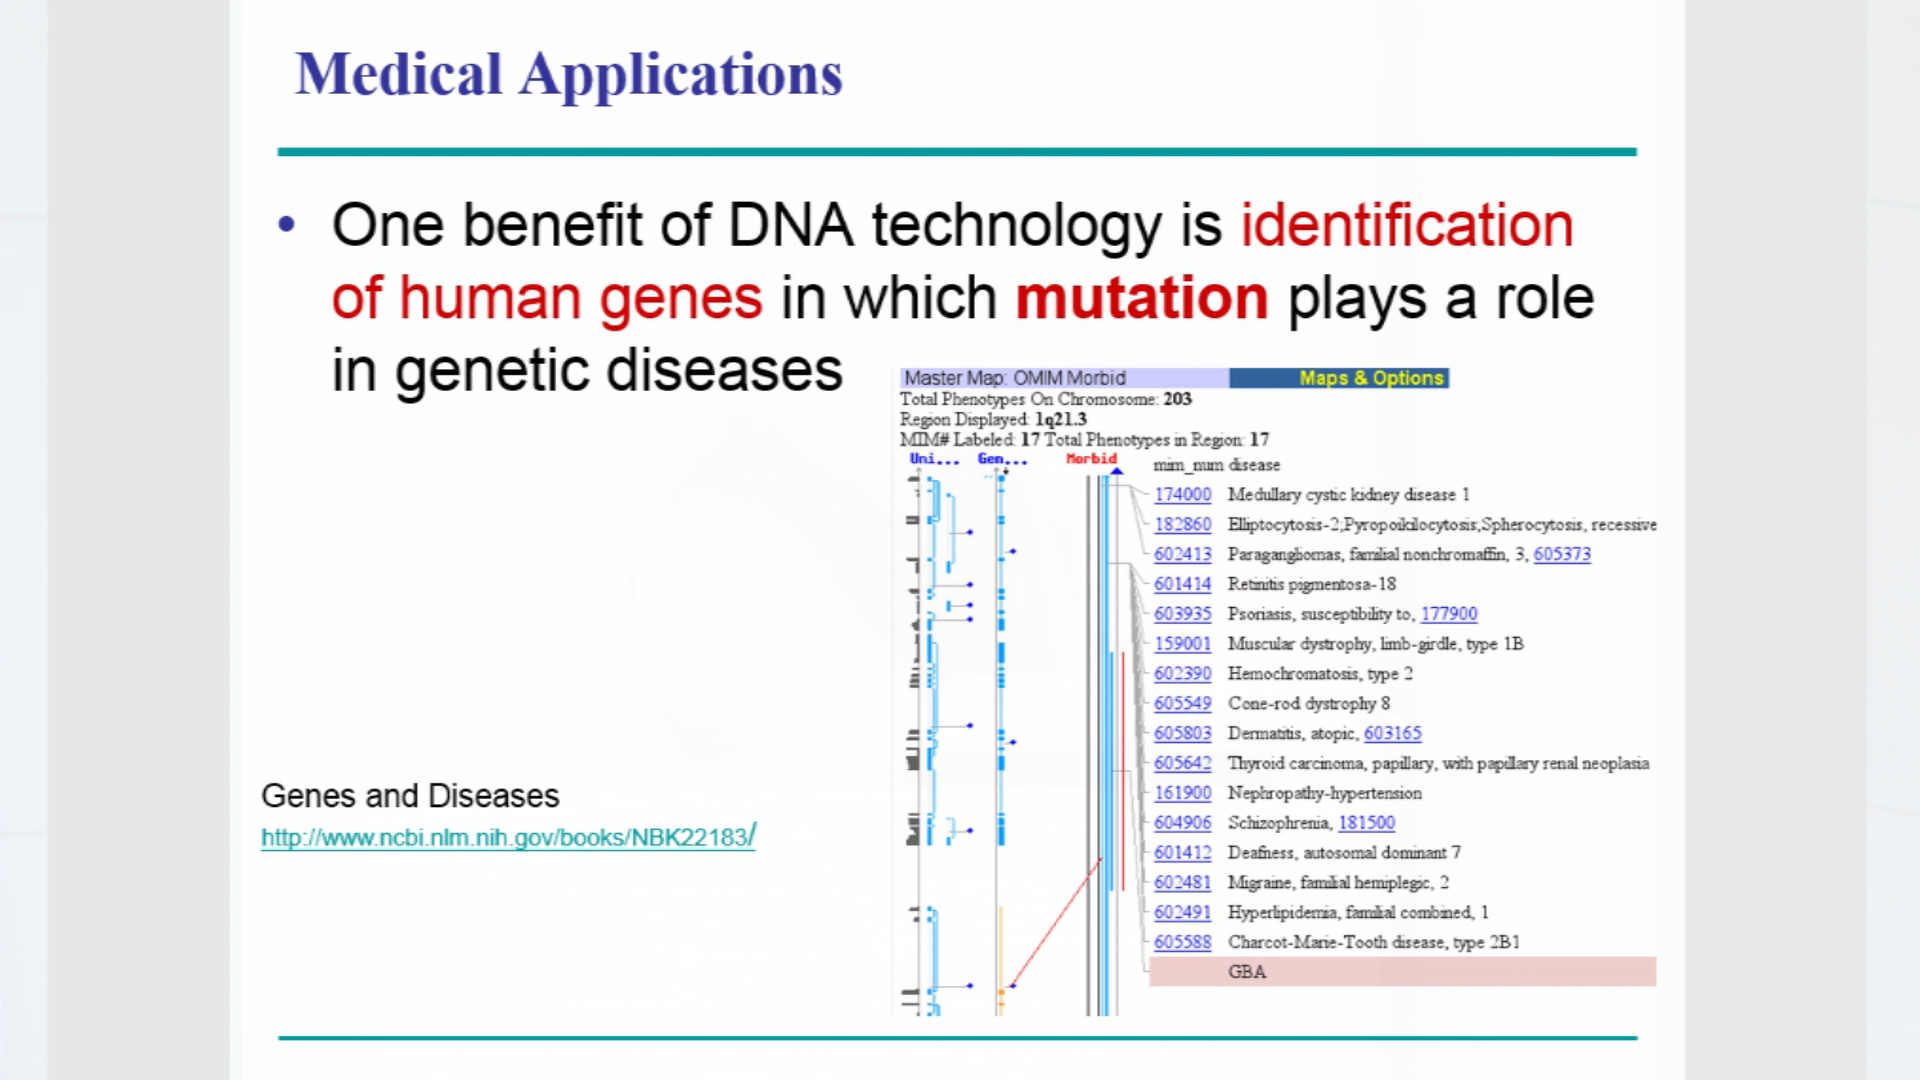 Medical Applications
• One benefit of DNA technology is identification
of human genes in which mutation plays a role
in genetic diseases
Master Map: OMIM Morbid Maps & Options
Total Phenotypes On Chromosome: 203
Region Displayed: 1q21.3
MIM# Labeled: 17 Total Phenotypes in Region: 17
Uni... Gen... Morbid mim_num disease
174000 Medullary cystic kidney disease 1
182860 Elliptocytosis-2;Pyropoikilocytosis;Spherocytosis, recessive
602413 Paragangliomas, familial nonchromaffin, 3, 605373
601414 Retinitis pigmentosa-18
603935 Psoriasis, susceptibility to, 177900
159001 Muscular dystrophy, limb-girdle, type 1B
602390 Hemochromatosis, type 2
605549 Cone-rod dystrophy 8
605803 Dermatitis, atopic, 603165
605642 Thyroid carcinoma, papillary, with papillary renal neoplasia
161900 Nephropathy-hypertension
604906 Schizophrenia, 181500
601412 Deafness, autosomal dominant 7
602481 Migraine, familial hemiplegic, 2
602491 Hyperlipidemia, familial combined, 1
605588 Charcot-Marie-Tooth disease, type 2B1
GBA
Genes and Diseases
http://www.ncbi.nlm.nih.gov/books/NBK22183/